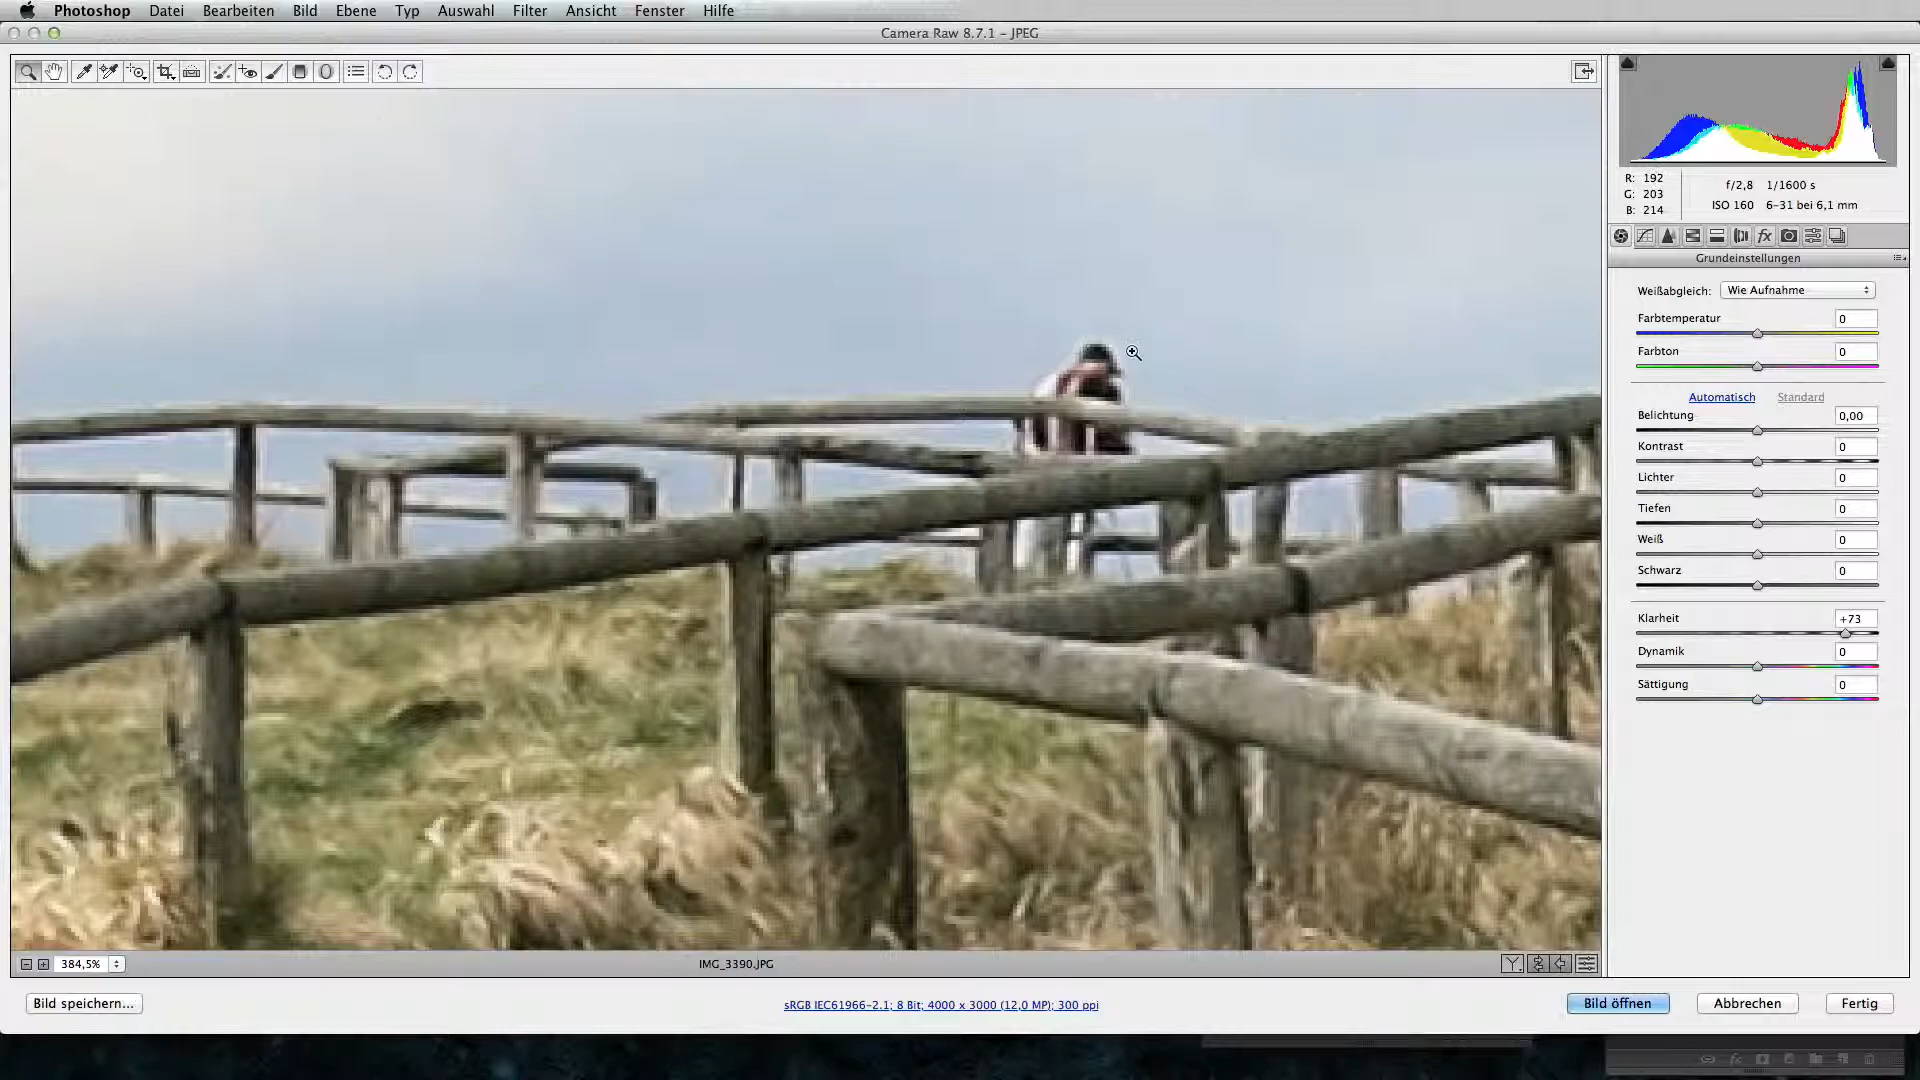 Photoshop Datei Bearbeiten Bild Ebene Typ Auswahl Filter Ansicht Fenster Hilfe
Camera Raw 8.7.1 – JPEG
R: 192
G: 203
B: 214
f/2,8 1/1600 s
ISO 160 6–31 bei 6,1 mm
fx
Grundeinstellungen
Weißabgleich: Wie Aufnahme
Farbtemperatur 0
Farbton 0
Automatisch Standard
Belichtung 0,00
Kontrast 0
Lichter 0
Tiefen 0
Weiß 0
Schwarz 0
Klarheit +73
Dynamik 0
Sättigung 0
384,5% IMG_3390.JPG
Y
Bild speichern... sRGB IEC61966-2.1; 8 Bit; 4000 x 3000 (12,0 MP); 300 ppi Bild öffnen Abbrechen Fertig
fx